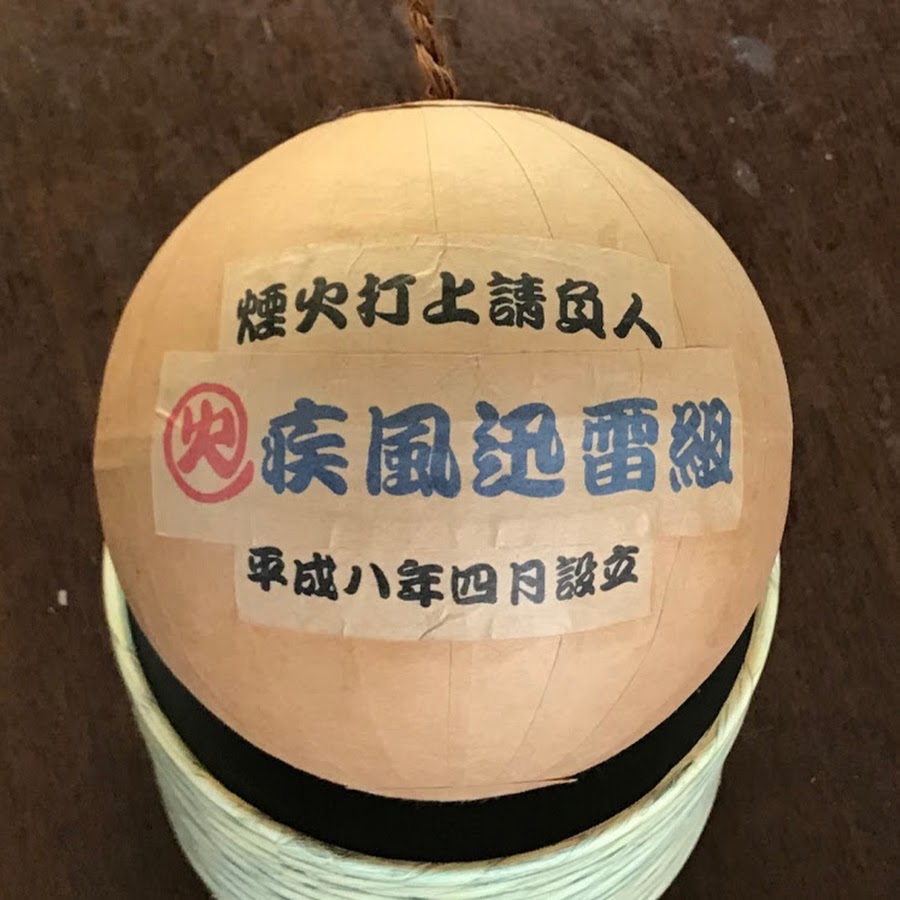 煙火打上請負人
火 疾風迅雷組
平成八年四月設立